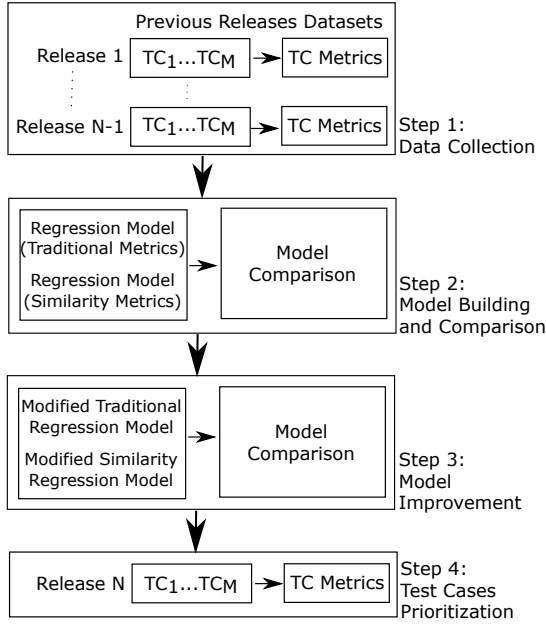 Previous Releases Datasets
Release 1
TC1...TCM
TC Metrics
Release N-1
TC1...TCM
TC Metrics
Step 1:
Data Collection
Regression Model
(Traditional Metrics)
Regression Model
(Similarity Metrics)
Model
Comparison
Step 2:
Model Building
and Comparison
Modified Traditional
Regression Model
Modified Similarity
Regression Model
Model
Comparison
Step 3:
Model
Improvement
Release N
TC1...TCM
TC Metrics
Step 4:
Test Cases
Prioritization